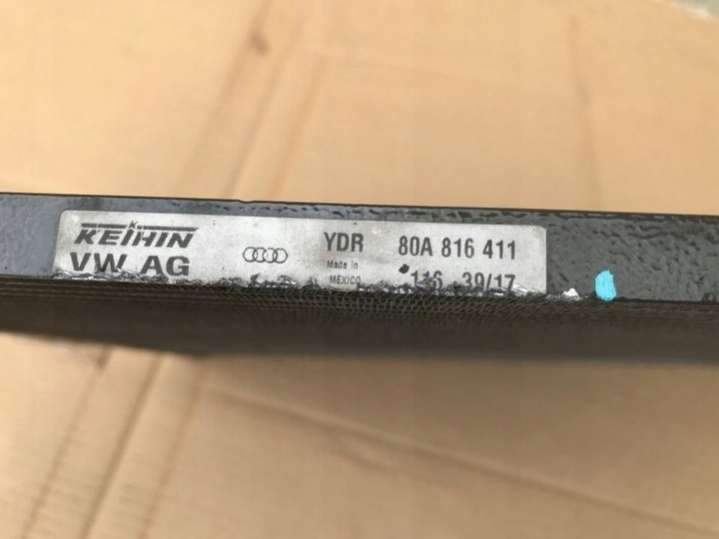 KEIHIN YDR 80A 816 411
VW AG Made in MEXICO 116 39/17